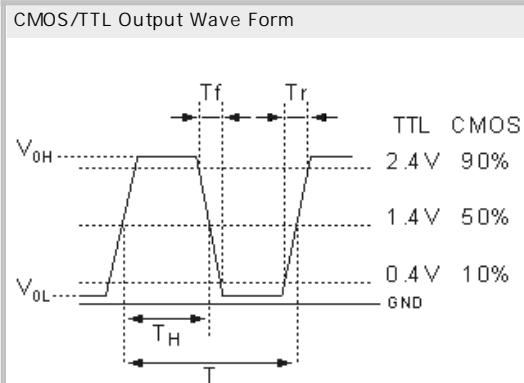 CMOS/TTL Output Wave Form
Tf Tr
TTL CMOS
V0H 2.4V 90%
1.4V 50%
0.4V 10%
V0L GND
TH
T